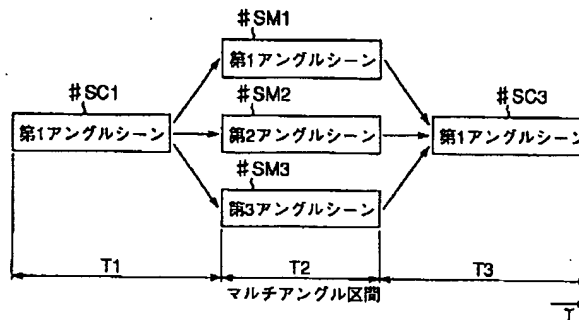 #SM1
第1アングルシーン
#SC1
第1アングルシーン
#SM2
第2アングルシーン
#SC3
第1アングルシーン
#SM3
第3アングルシーン
T1
T2
T3
マルチアングル区間
T